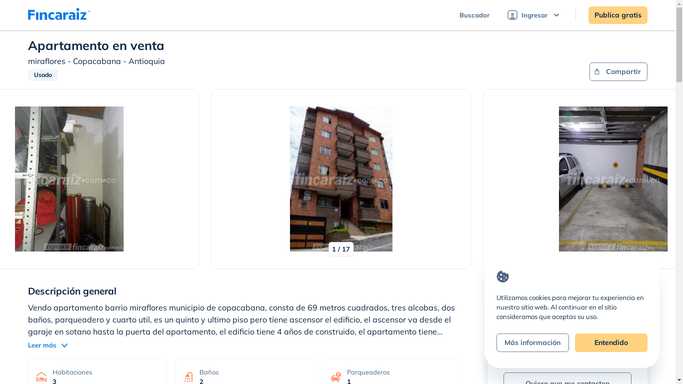 Fincaraiz
Buscador
Ingresar
Publica gratis
Apartamento en venta
miraflores - Copacabana - Antioquia
Usado
Compartir
fincaraiz
fincaraiz
fincaraiz
1 / 17
Descripción general
Vendo apartamento barrio miraflores municipio de copacabana, consta de 69 metros cuadrados, tres alcobas, dos
baños, parqueadero y cuarto util, es un quinto y ultimo piso pero tiene ascensor el edificio, el ascensor va desde el
garaje en sotano hasta la puerta del apartamento, el edificio tiene 4 años de construido, el apartamento tiene...
Leer más
Habitaciones
3
Baños
2
Parqueaderos
1
Utilizamos cookies para mejorar tu experiencia en
nuestro sitio web. Al continuar en el sitio
consideramos que aceptas su uso.
Más información
Entendido
Quiero que me contacten